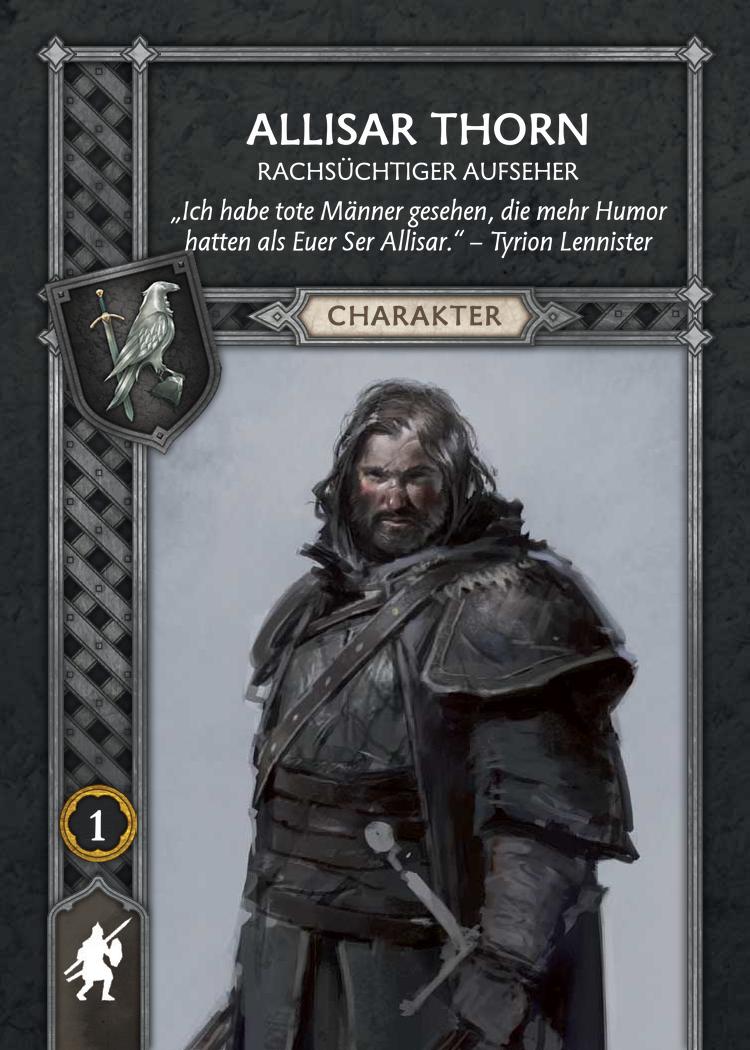 ALLISAR THORN
RACHSÜCHTIGER AUFSEHER
„Ich habe tote Männer gesehen, die mehr Humor
hatten als Euer Ser Allisar.“ – Tyrion Lennister
CHARAKTER
1